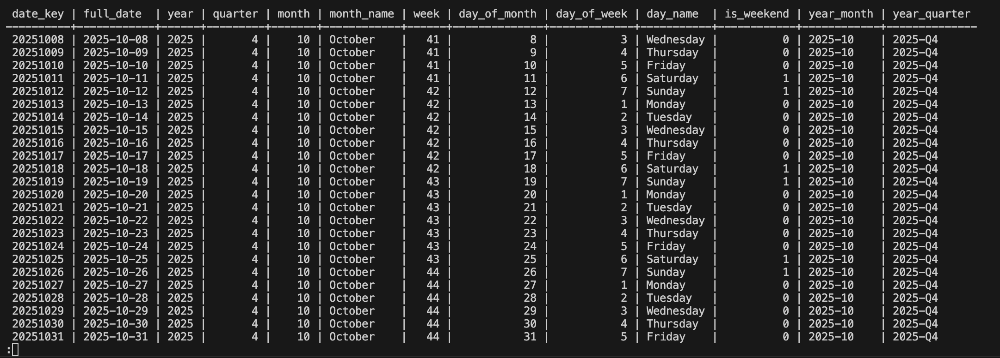 date_key | full_date  | year | quarter | month | month_name | week | day_of_month | day_of_week | day_name  | is_weekend | year_month | year_quarter
----------+------------+------+---------+-------+------------+------+--------------+-------------+-----------+------------+------------+--------------
20251008 | 2025-10-08 | 2025 |       4 |    10 | October    |   41 |            8 |           3 | Wednesday |          0 | 2025-10    | 2025-Q4
20251009 | 2025-10-09 | 2025 |       4 |    10 | October    |   41 |            9 |           4 | Thursday  |          0 | 2025-10    | 2025-Q4
20251010 | 2025-10-10 | 2025 |       4 |    10 | October    |   41 |           10 |           5 | Friday    |          0 | 2025-10    | 2025-Q4
20251011 | 2025-10-11 | 2025 |       4 |    10 | October    |   41 |           11 |           6 | Saturday  |          1 | 2025-10    | 2025-Q4
20251012 | 2025-10-12 | 2025 |       4 |    10 | October    |   42 |           12 |           7 | Sunday    |          1 | 2025-10    | 2025-Q4
20251013 | 2025-10-13 | 2025 |       4 |    10 | October    |   42 |           13 |           1 | Monday    |          0 | 2025-10    | 2025-Q4
20251014 | 2025-10-14 | 2025 |       4 |    10 | October    |   42 |           14 |           2 | Tuesday   |          0 | 2025-10    | 2025-Q4
20251015 | 2025-10-15 | 2025 |       4 |    10 | October    |   42 |           15 |           3 | Wednesday |          0 | 2025-10    | 2025-Q4
20251016 | 2025-10-16 | 2025 |       4 |    10 | October    |   42 |           16 |           4 | Thursday  |          0 | 2025-10    | 2025-Q4
20251017 | 2025-10-17 | 2025 |       4 |    10 | October    |   42 |           17 |           5 | Friday    |          0 | 2025-10    | 2025-Q4
20251018 | 2025-10-18 | 2025 |       4 |    10 | October    |   42 |           18 |           6 | Saturday  |          1 | 2025-10    | 2025-Q4
20251019 | 2025-10-19 | 2025 |       4 |    10 | October    |   43 |           19 |           7 | Sunday    |          1 | 2025-10    | 2025-Q4
20251020 | 2025-10-20 | 2025 |       4 |    10 | October    |   43 |           20 |           1 | Monday    |          0 | 2025-10    | 2025-Q4
20251021 | 2025-10-21 | 2025 |       4 |    10 | October    |   43 |           21 |           2 | Tuesday   |          0 | 2025-10    | 2025-Q4
20251022 | 2025-10-22 | 2025 |       4 |    10 | October    |   43 |           22 |           3 | Wednesday |          0 | 2025-10    | 2025-Q4
20251023 | 2025-10-23 | 2025 |       4 |    10 | October    |   43 |           23 |           4 | Thursday  |          0 | 2025-10    | 2025-Q4
20251024 | 2025-10-24 | 2025 |       4 |    10 | October    |   43 |           24 |           5 | Friday    |          0 | 2025-10    | 2025-Q4
20251025 | 2025-10-25 | 2025 |       4 |    10 | October    |   43 |           25 |           6 | Saturday  |          1 | 2025-10    | 2025-Q4
20251026 | 2025-10-26 | 2025 |       4 |    10 | October    |   44 |           26 |           7 | Sunday    |          1 | 2025-10    | 2025-Q4
20251027 | 2025-10-27 | 2025 |       4 |    10 | October    |   44 |           27 |           1 | Monday    |          0 | 2025-10    | 2025-Q4
20251028 | 2025-10-28 | 2025 |       4 |    10 | October    |   44 |           28 |           2 | Tuesday   |          0 | 2025-10    | 2025-Q4
20251029 | 2025-10-29 | 2025 |       4 |    10 | October    |   44 |           29 |           3 | Wednesday |          0 | 2025-10    | 2025-Q4
20251030 | 2025-10-30 | 2025 |       4 |    10 | October    |   44 |           30 |           4 | Thursday  |          0 | 2025-10    | 2025-Q4
20251031 | 2025-10-31 | 2025 |       4 |    10 | October    |   44 |           31 |           5 | Friday    |          0 | 2025-10    | 2025-Q4
: